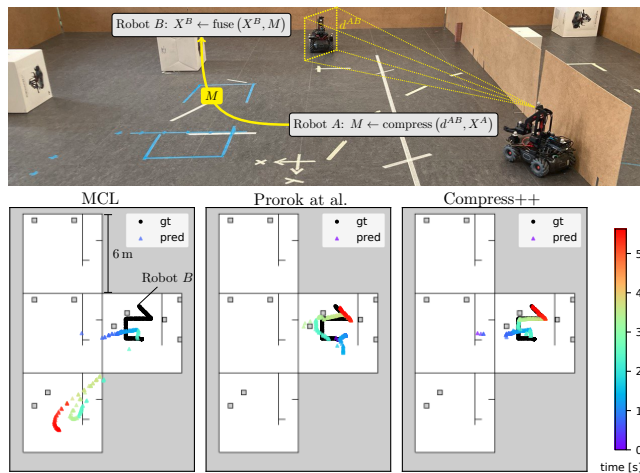 Robot B: X^B ← fuse (X^B, M)
d^{AB}
M
Robot A: M ← compress (d^{AB}, X^A)
MCL
Prorok at al.
Compress++
gt
pred
6 m
Robot B
gt
pred
gt
pred
5
4
3
2
1
0
time [s]